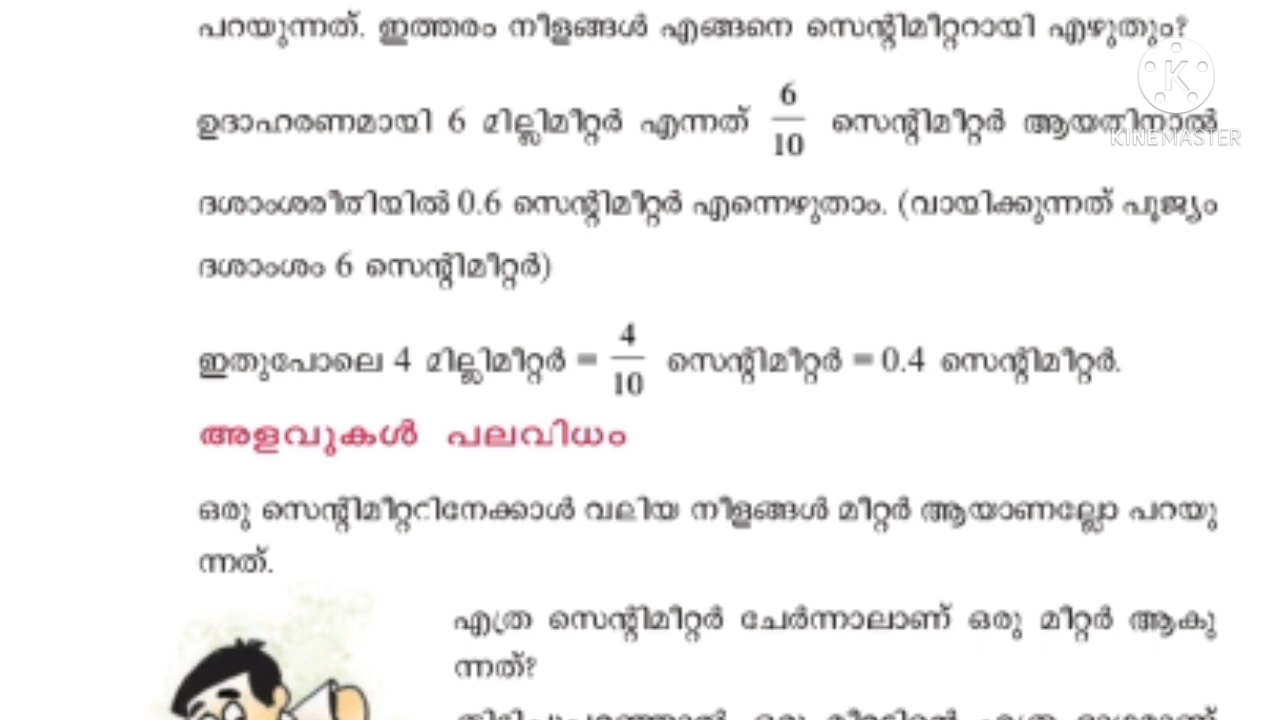 പറയുന്നത്. ഇത്തരം നീളങ്ങൾ എങ്ങനെ സെന്റിമീറ്ററായി എഴുതും?
K
KINEMASTER
ഉദാഹരണമായി 6 മില്ലിമീറ്റർ എന്നത് 6/10 സെന്റിമീറ്റർ ആയതിനാൽ
ദശാംശരീതിയിൽ 0.6 സെന്റിമീറ്റർ എന്നെഴുതാം. (വായിക്കുന്നത് പൂജ്യം
ദശാംശം 6 സെന്റിമീറ്റർ)
ഇതുപോലെ 4 മില്ലിമീറ്റർ = 4/10 സെന്റിമീറ്റർ = 0.4 സെന്റിമീറ്റർ.
അളവുകൾ പലവിധം
ഒരു സെന്റിമീറ്ററിനേക്കാൾ വലിയ നീളങ്ങൾ മീറ്റർ ആയാണല്ലോ പറയു
ന്നത്.
എത്ര സെന്റിമീറ്റർ ചേർന്നാലാണ് ഒരു മീറ്റർ ആകു
ന്നത്?